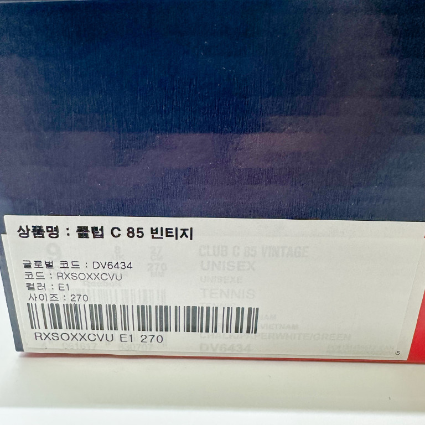 상품명 : 클럽 C 85 빈티지
글로벌 코드 : DV6434
코드 : RXSOXXCVU
컬러 : E1
사이즈 : 270
RXSOXXCVU E1 270
CLUB C 85 VINTAGE
UNISEX
TENNIS
DV6434